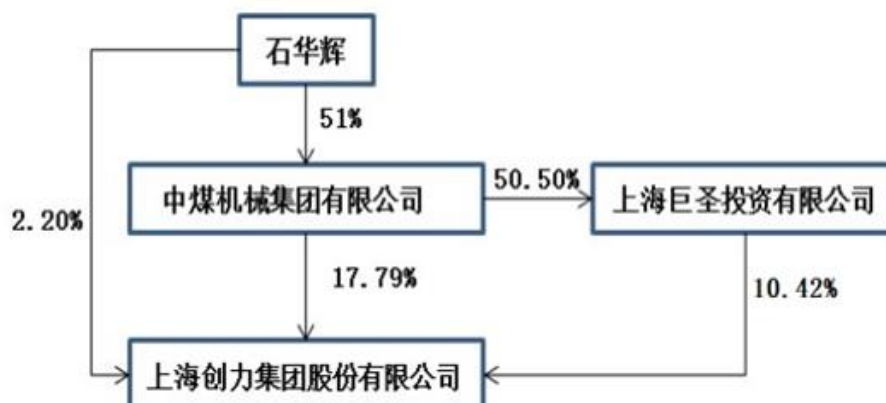 石华辉
51%
中煤机械集团有限公司
50.50%
上海巨圣投资有限公司
2.20%
17.79%
10.42%
上海创力集团股份有限公司